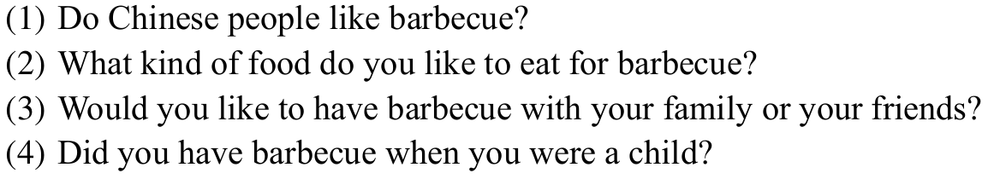 (1) Do Chinese people like barbecue?
(2) What kind of food do you like to eat for barbecue?
(3) Would you like to have barbecue with your family or your friends?
(4) Did you have barbecue when you were a child?